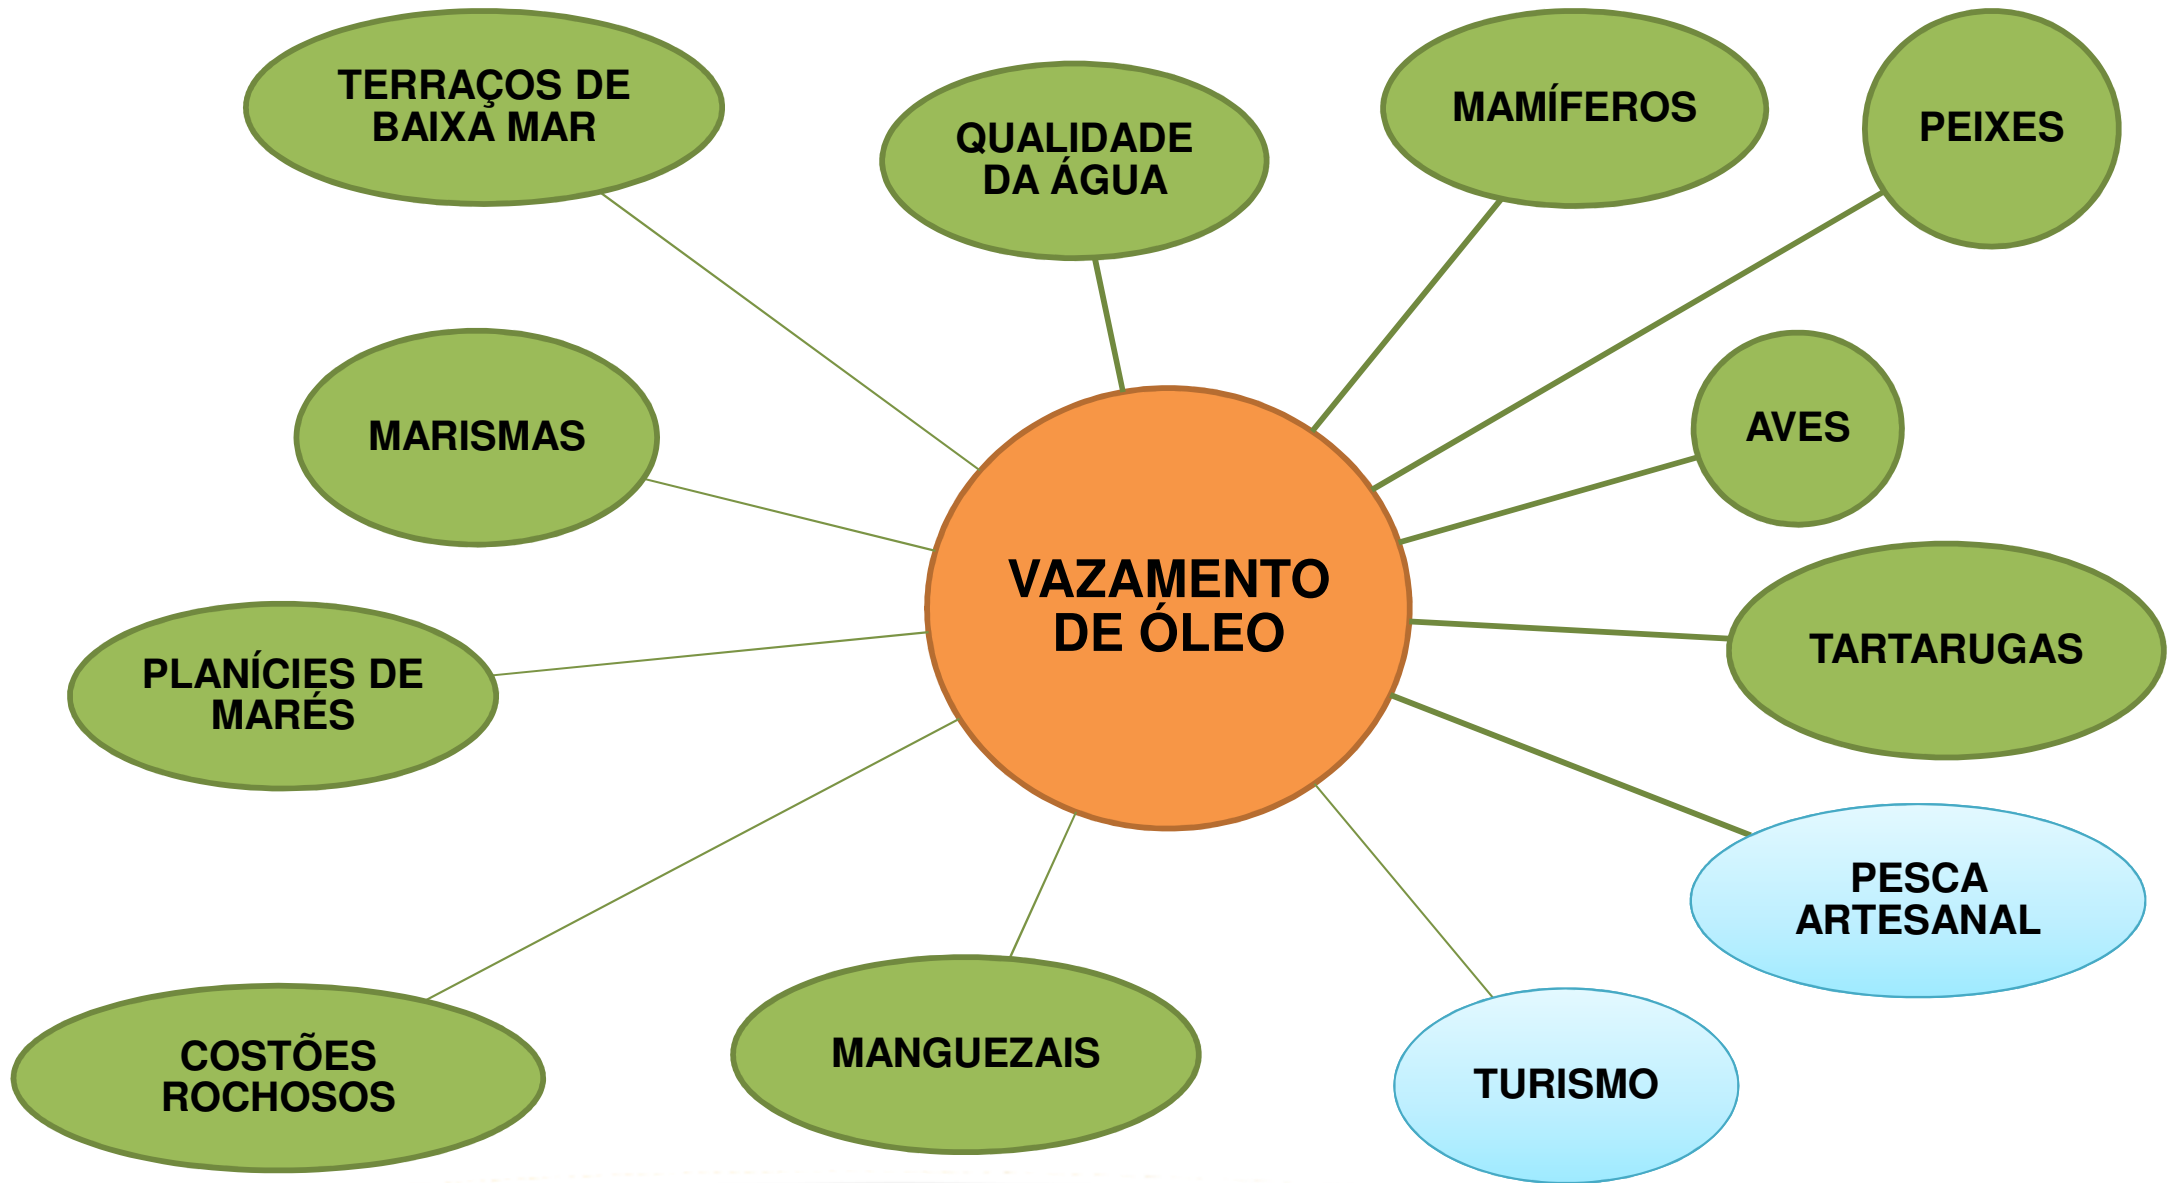 TERRAÇOS DE
BAIXA MAR
QUALIDADE
DA ÁGUA
MAMÍFEROS
PEIXES
MARISMAS
AVES
VAZAMENTO
DE ÓLEO
TARTARUGAS
PLANÍCIES DE
MARÉS
PESCA
ARTESANAL
COSTÕES
ROCHOSOS
MANGUEZAIS
TURISMO